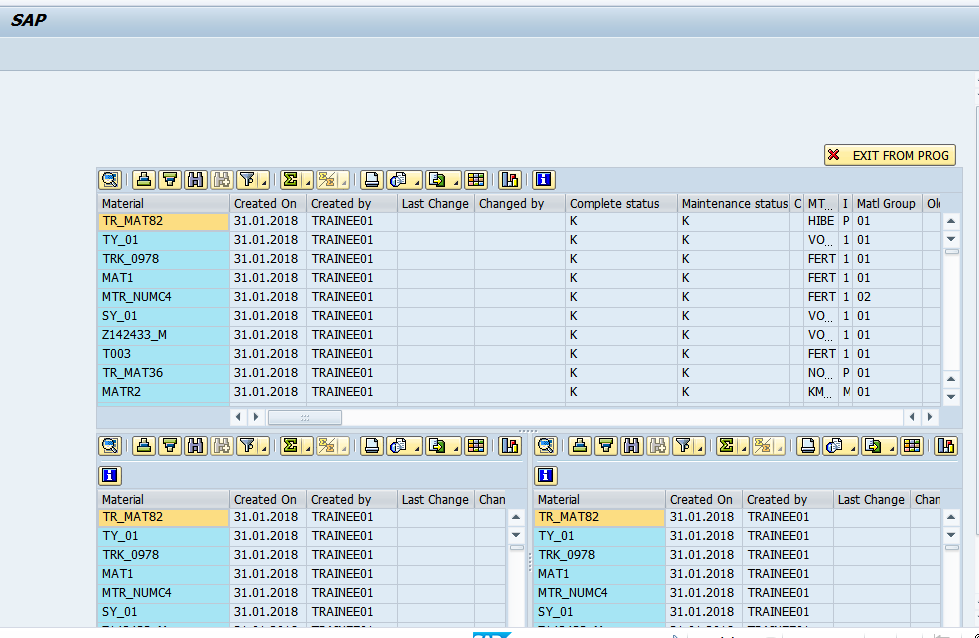 SAP
EXIT FROM PROG
Material Created On Created by Last Change Changed by Complete status Maintenance status C MT... I Matl Group Old
TR_MAT82 31.01.2018 TRAINEE01 K K HIBE P 01
TY_01 31.01.2018 TRAINEE01 K K VO... 1 01
TRK_0978 31.01.2018 TRAINEE01 K K FERT 1 01
MAT1 31.01.2018 TRAINEE01 K K FERT 1 01
MTR_NUMC4 31.01.2018 TRAINEE01 K K FERT 1 02
SY_01 31.01.2018 TRAINEE01 K K VO... 1 01
Z142433_M 31.01.2018 TRAINEE01 K K VO... 1 01
T003 31.01.2018 TRAINEE01 K K FERT 1 01
TR_MAT36 31.01.2018 TRAINEE01 K K NO... P 01
MATR2 31.01.2018 TRAINEE01 K K KM... M 01
Material Created On Created by Last Change Chan
TR_MAT82 31.01.2018 TRAINEE01
TY_01 31.01.2018 TRAINEE01
TRK_0978 31.01.2018 TRAINEE01
MAT1 31.01.2018 TRAINEE01
MTR_NUMC4 31.01.2018 TRAINEE01
SY_01 31.01.2018 TRAINEE01
Material Created On Created by Last Change Chan
TR_MAT82 31.01.2018 TRAINEE01
TY_01 31.01.2018 TRAINEE01
TRK_0978 31.01.2018 TRAINEE01
MAT1 31.01.2018 TRAINEE01
MTR_NUMC4 31.01.2018 TRAINEE01
SY_01 31.01.2018 TRAINEE01
SAP